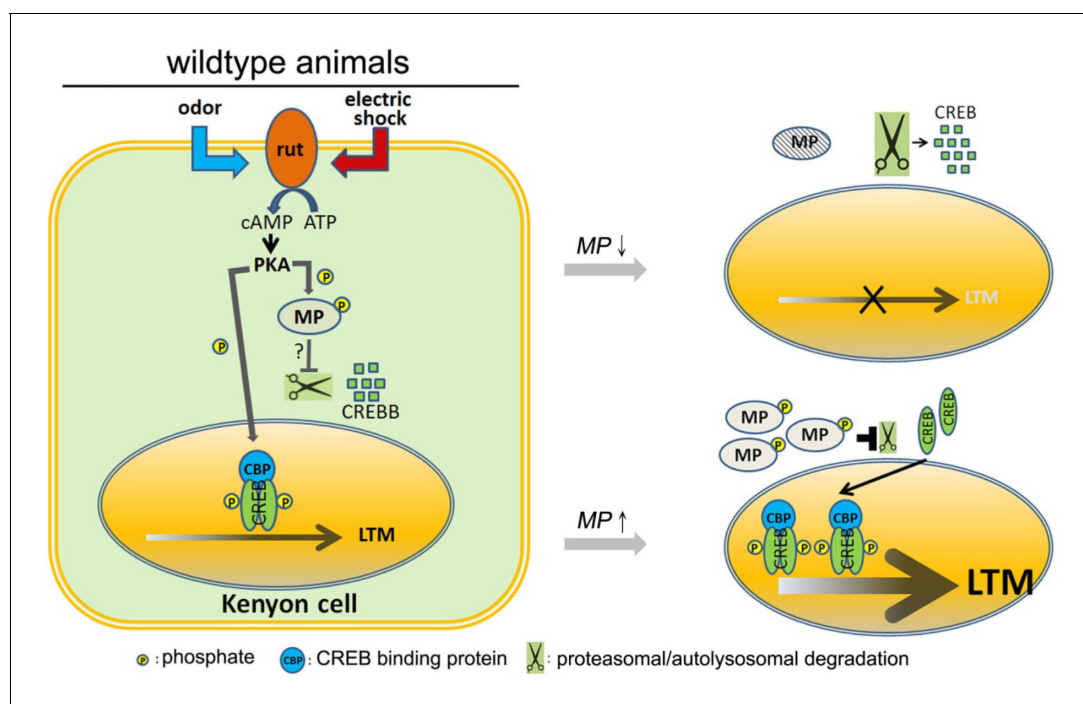 wildtype animals
odor
electric
shock
rut
cAMP
ATP
PKA
P
MP
P
P
?
CREBB
CBP
P
CREB
P
LTM
Kenyon cell
MP ↓
MP
CREB
LTM
MP ↑
MP
P
MP
P
MP
P
CREB
CREB
CBP
CBP
P
CREB
P
P
CREB
P
LTM
P : phosphate
CBP : CREB binding protein
: proteasomal/autolysosomal degradation